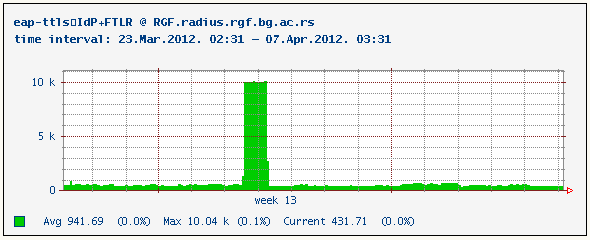 eap-ttls▯IdP+FTLR @ RGF.radius.rgf.bg.ac.rs
time interval: 23.Mar.2012. 02:31 – 07.Apr.2012. 03:31
10 k
5 k
0
week 13
Avg 941.69 (0.0%) Max 10.04 k (0.1%) Current 431.71 (0.0%)